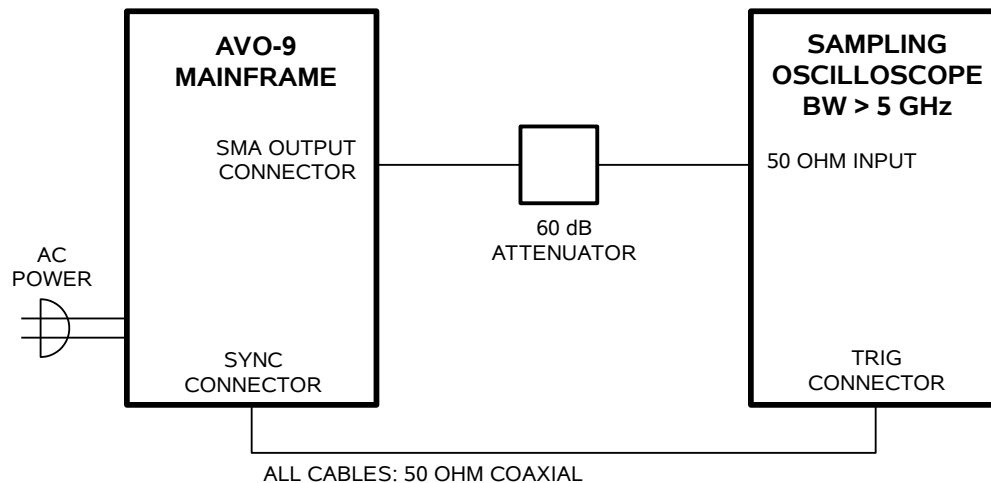 AVO-9
MAINFRAME
SAMPLING
OSCILLOSCOPE
BW > 5 GHz
SMA OUTPUT
CONNECTOR
50 OHM INPUT
60 dB
ATTENUATOR
AC
POWER
SYNC
CONNECTOR
TRIG
CONNECTOR
ALL CABLES: 50 OHM COAXIAL